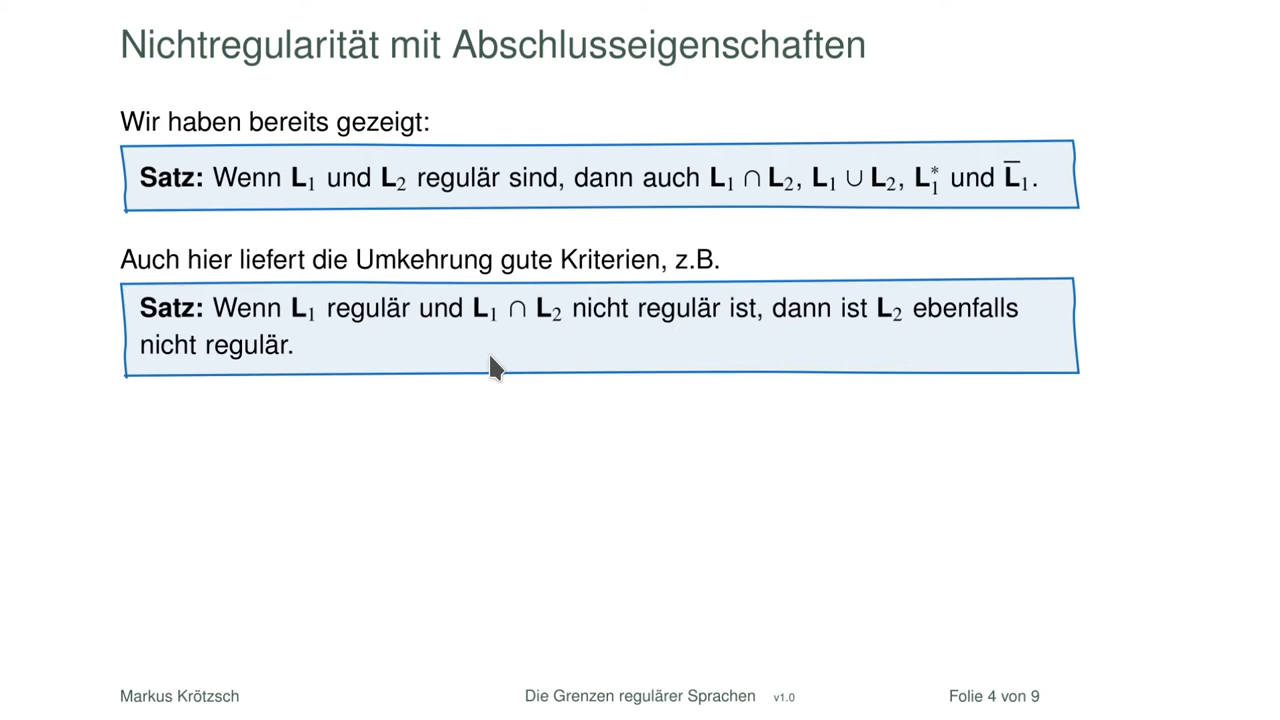 Nichtregularität mit Abschlusseigenschaften
Wir haben bereits gezeigt:
Satz: Wenn L₁ und L₂ regulär sind, dann auch L₁ ∩ L₂, L₁ ∪ L₂, L₁* und L̅₁.
Auch hier liefert die Umkehrung gute Kriterien, z.B.
Satz: Wenn L₁ regulär und L₁ ∩ L₂ nicht regulär ist, dann ist L₂ ebenfalls
nicht regulär.
Markus Krötzsch Die Grenzen regulärer Sprachen v1.0 Folie 4 von 9